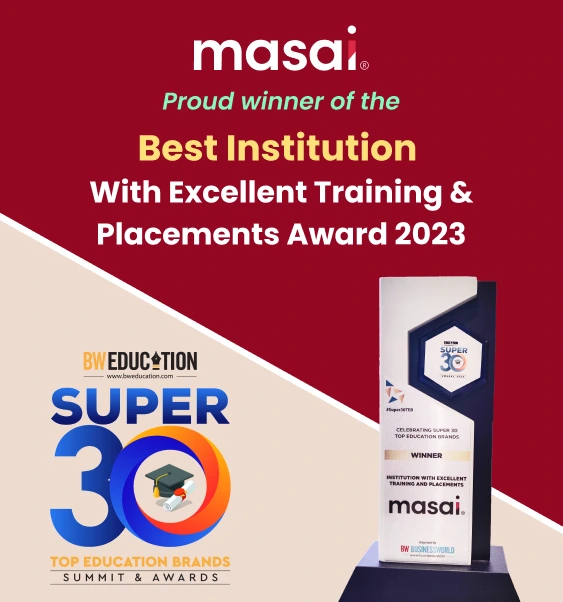 masai®
Proud winner of the
Best Institution
With Excellent Training &
Placements Award 2023
BW EDUCATION
www.bweducation.com
SUPER
30
TOP EDUCATION BRANDS
SUMMIT & AWARDS
SUPER
30
#Super30TEB
CELEBRATING SUPER 30
TOP EDUCATION BRANDS
WINNER
INSTITUTION WITH EXCELLENT
TRAINING AND PLACEMENTS
masai®
BW BUSINESSWORLD